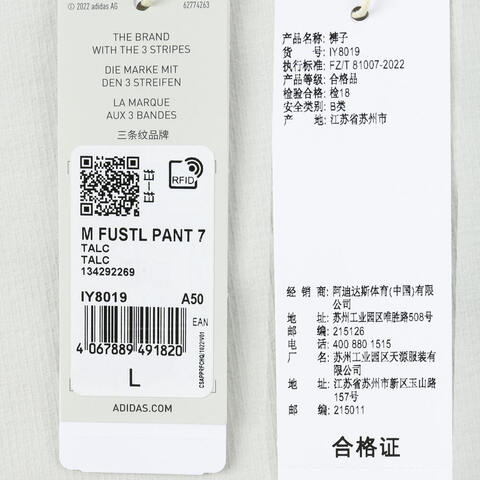 © 2022 adidas AG
62774263
THE BRAND
WITH THE 3 STRIPES
DIE MARKE MIT
DEN 3 STREIFEN
LA MARQUE
AUX 3 BANDES
三条纹品牌
RFID
扫一扫
M FUSTL PANT 7
TALC
TALC
134292269
IY8019
A50
EAN
4 067889 491820
L
ADIDAS.COM
产品名称: 裤子
货号: IY8019
执行标准: FZ/T 81007-2022
产品等级: 合格品
检验合格: 检18
安全类别: B类
产地: 江苏省苏州市
经销商: 阿迪达斯体育(中国)有限
公司
地址: 苏州工业园区唯胜路508号
邮编: 215126
电话: 400 880 1515
厂名: 苏州工业园区天源服装有
限公司
地址: 江苏省苏州市新区玉山路
157号
邮编: 215011
合格证